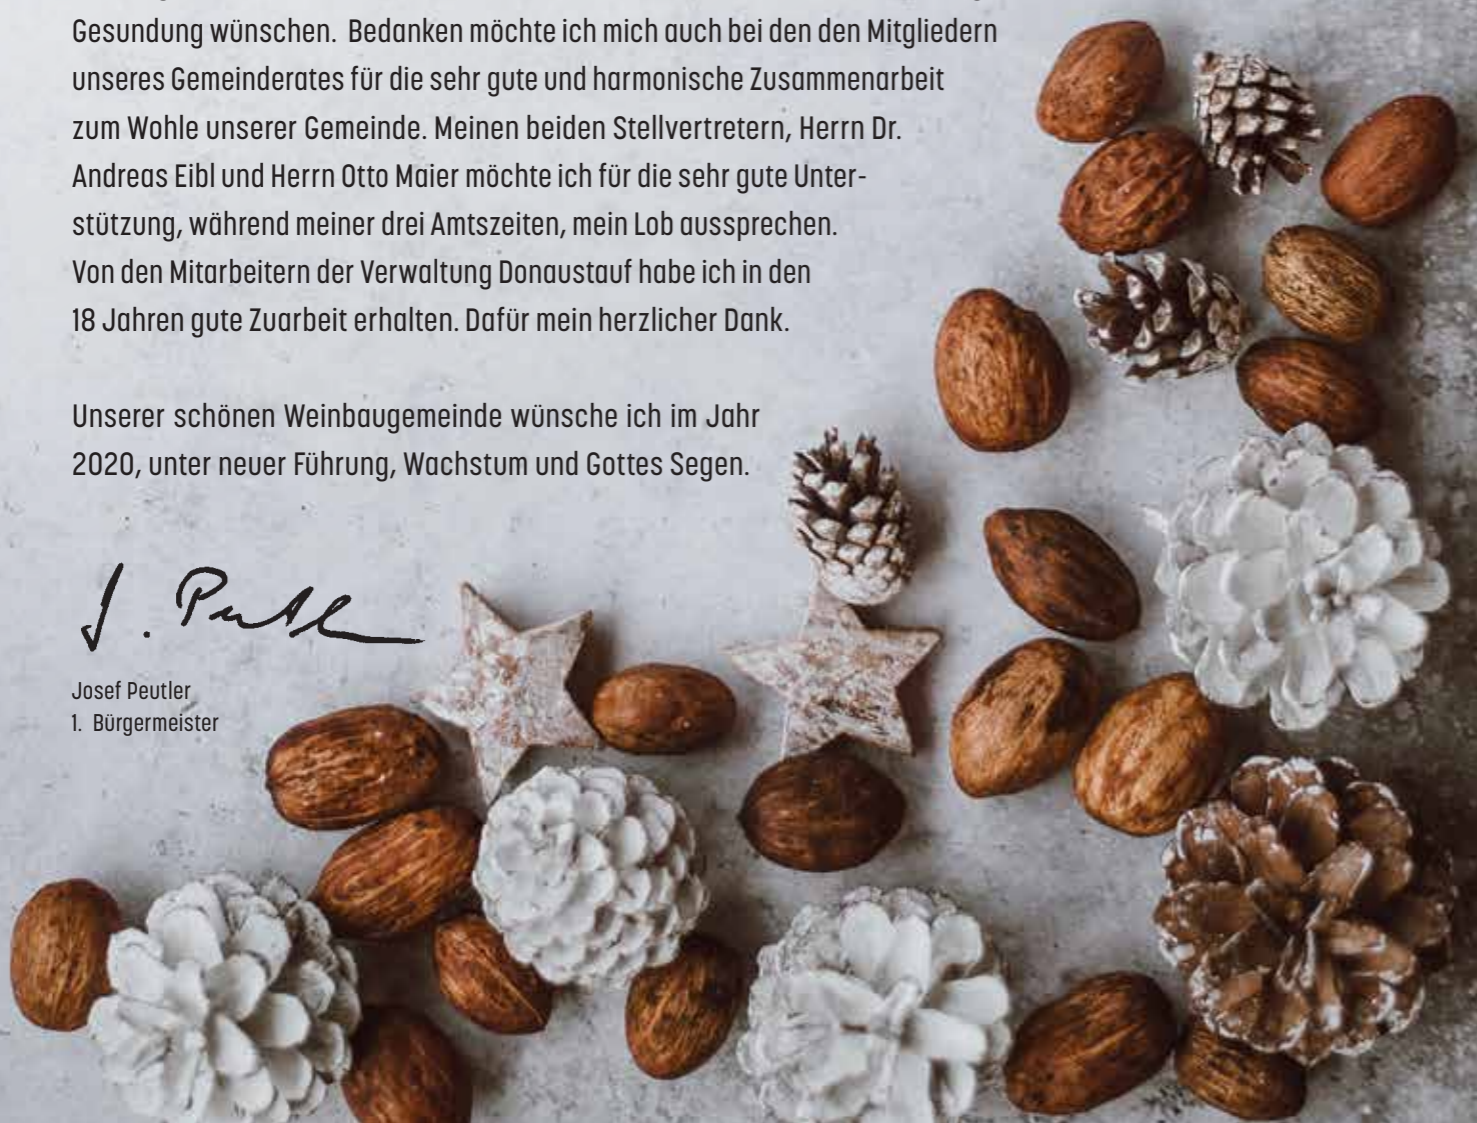 Gesundung wünschen. Bedanken möchte ich mich auch bei den den Mitgliedern
unseres Gemeinderates für die sehr gute und harmonische Zusammenarbeit
zum Wohle unserer Gemeinde. Meinen beiden Stellvertretern, Herrn Dr.
Andreas Eibl und Herrn Otto Maier möchte ich für die sehr gute Unter-
stützung, während meiner drei Amtszeiten, mein Lob aussprechen.
Von den Mitarbeitern der Verwaltung Donaustauf habe ich in den
18 Jahren gute Zuarbeit erhalten. Dafür mein herzlicher Dank.
Unserer schönen Weinbaugemeinde wünsche ich im Jahr
2020, unter neuer Führung, Wachstum und Gottes Segen.
J. Peutler
Josef Peutler
1. Bürgermeister